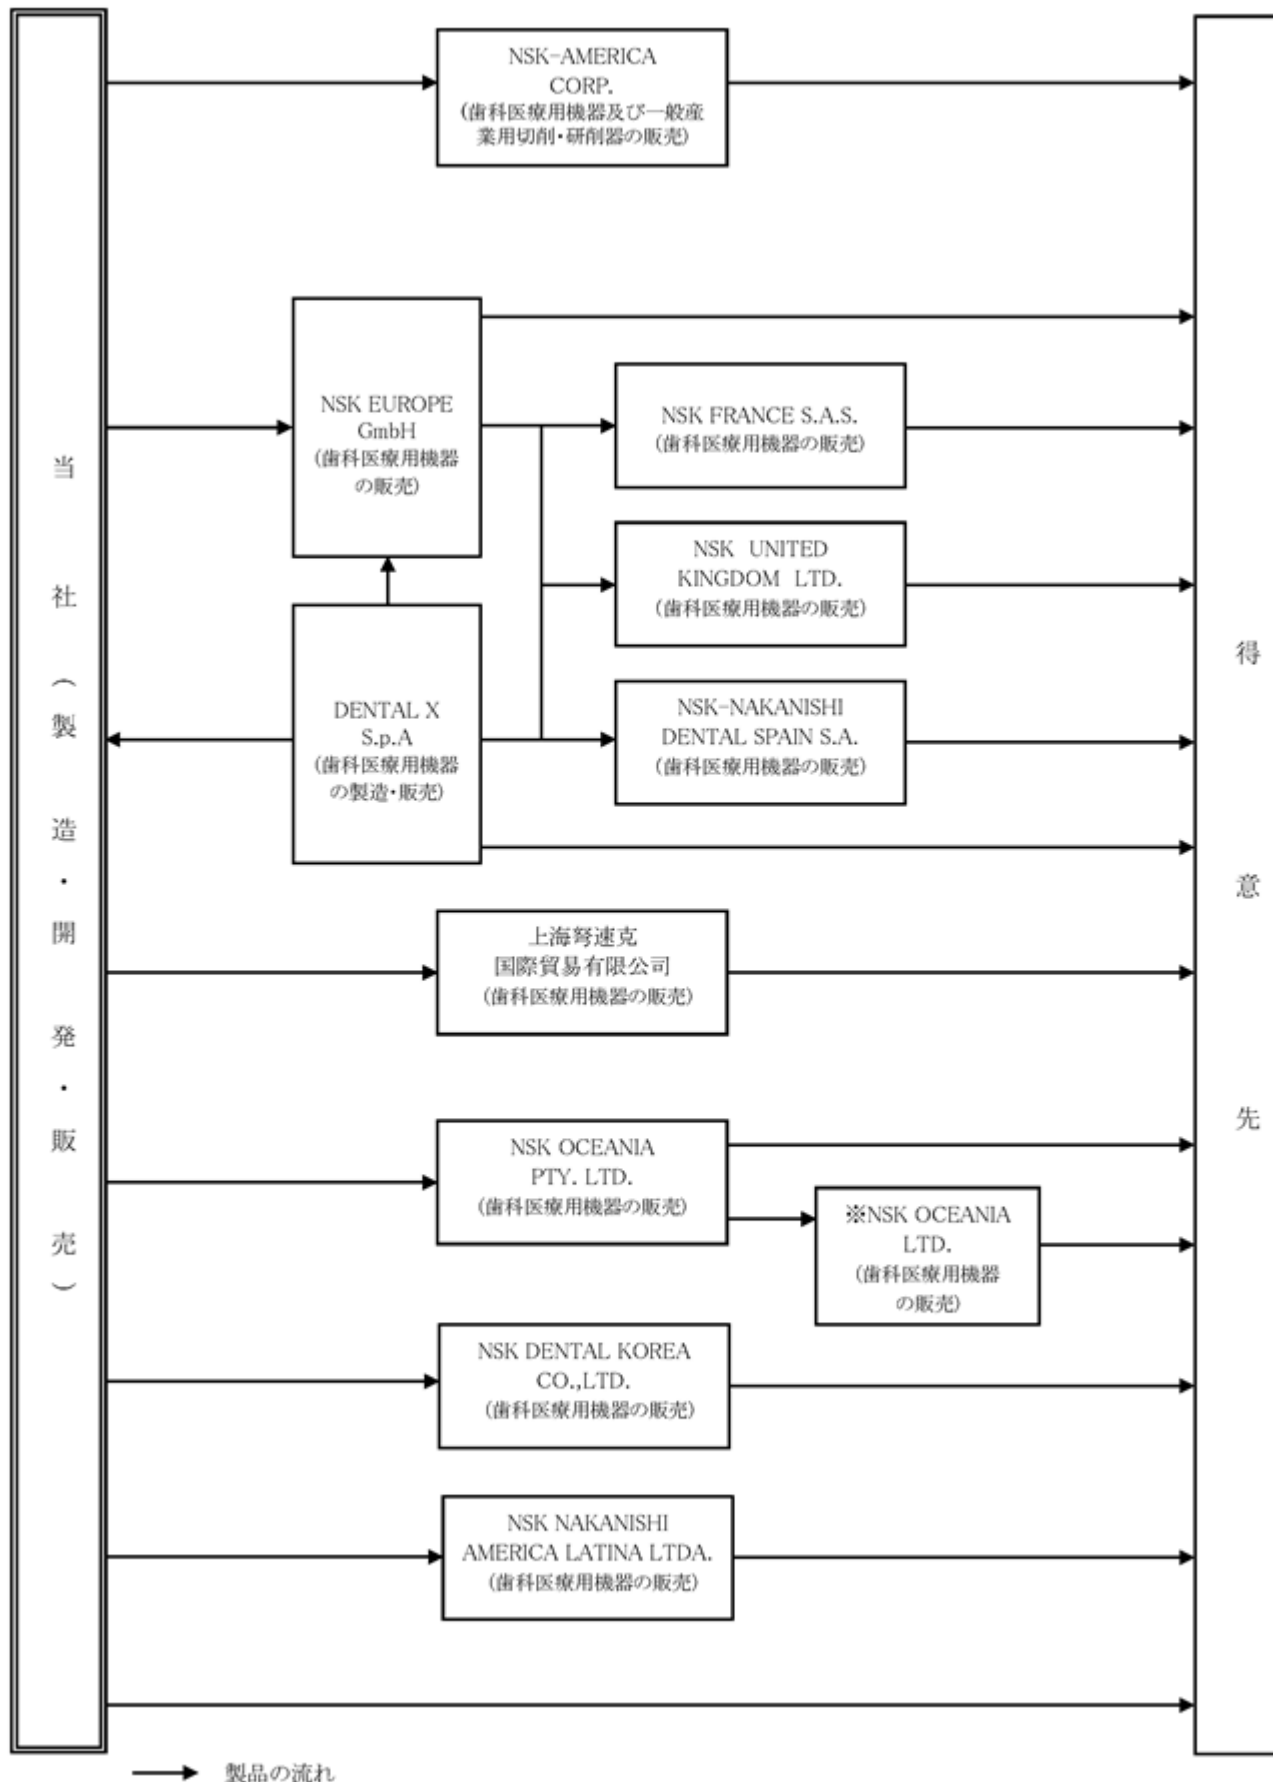 当社(製造・開発・販売)
NSK-AMERICA
CORP.
(歯科医療用機器及び一般産
業用切削・研削器の販売)
NSK EUROPE
GmbH
(歯科医療用機器
の販売)
NSK FRANCE S.A.S.
(歯科医療用機器の販売)
NSK UNITED
KINGDOM LTD.
(歯科医療用機器の販売)
DENTAL X
S.p.A
(歯科医療用機器
の製造・販売)
NSK-NAKANISHI
DENTAL SPAIN S.A.
(歯科医療用機器の販売)
上海弩速克
国際貿易有限公司
(歯科医療用機器の販売)
NSK OCEANIA
PTY. LTD.
(歯科医療用機器の販売)
※NSK OCEANIA
LTD.
(歯科医療用機器
の販売)
NSK DENTAL KOREA
CO.,LTD.
(歯科医療用機器の販売)
NSK NAKANISHI
AMERICA LATINA LTDA.
(歯科医療用機器の販売)
得意先
製品の流れ